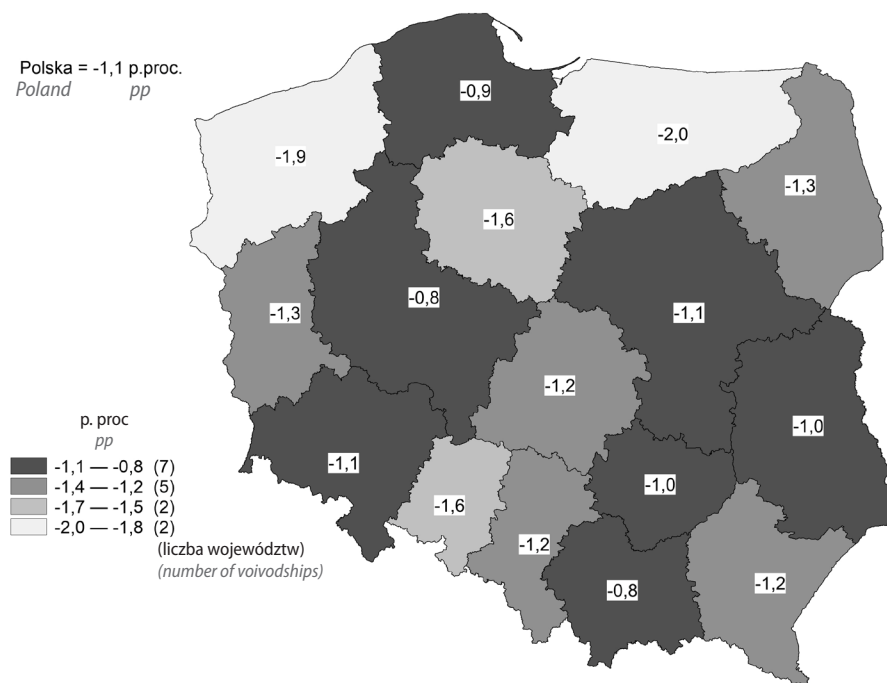 Polska = -1,1 p.proc.
Poland pp
-0,9
-2,0
-1,9
-1,3
-1,6
-0,8
-1,3
-1,1
-1,2
-1,0
-1,1
-1,0
-1,6
-1,2
-1,2
-0,8
p. proc
pp
-1,1 — -0,8 (7)
-1,4 — -1,2 (5)
-1,7 — -1,5 (2)
-2,0 — -1,8 (2)
(liczba województw)
(number of voivodships)